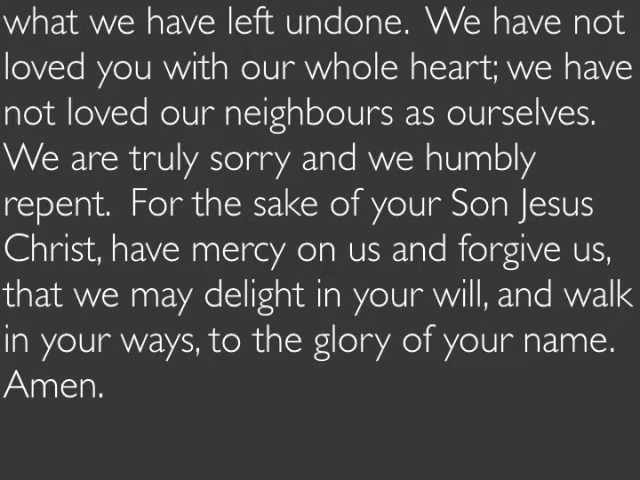 what we have left undone.  We have not
loved you with our whole heart; we have
not loved our neighbours as ourselves.
We are truly sorry and we humbly
repent.  For the sake of your Son Jesus
Christ, have mercy on us and forgive us,
that we may delight in your will, and walk
in your ways, to the glory of your name.
Amen.